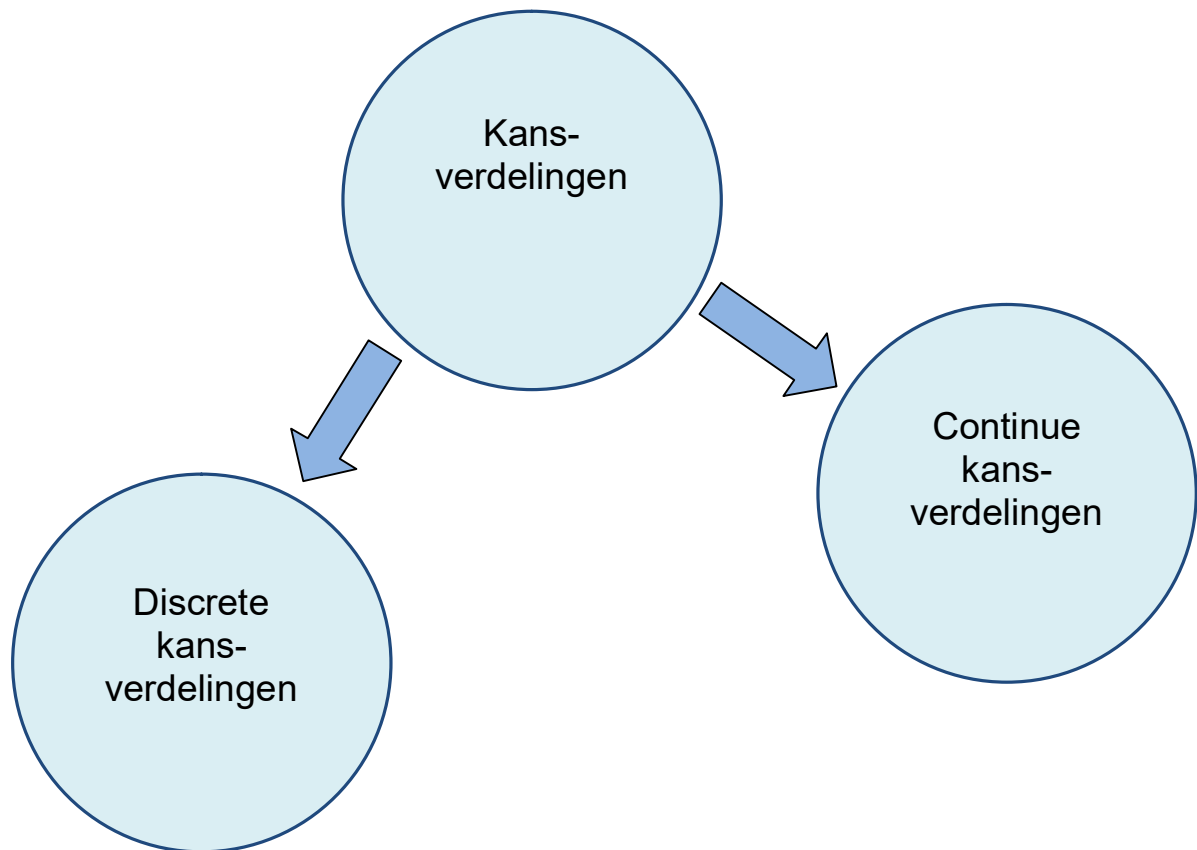 Kans-
verdelingen
Continue
kans-
verdelingen
Discrete
kans-
verdelingen